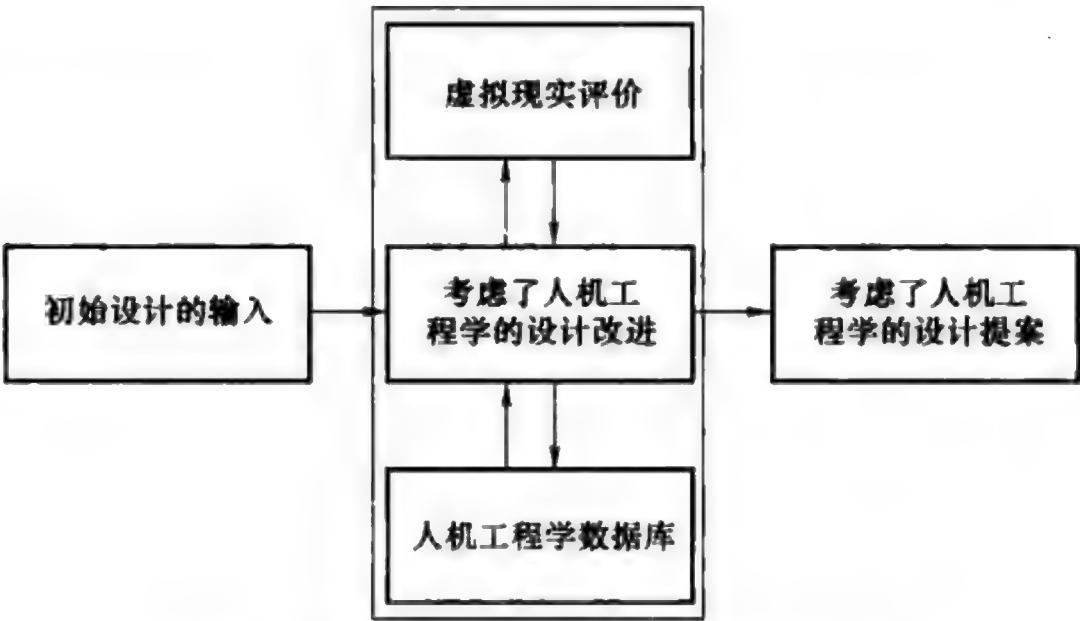 虚拟现实评价
初始设计的输入
考虑了人机工
程学的设计改进
考虑了人机工
程学的设计提案
人机工程学数据库